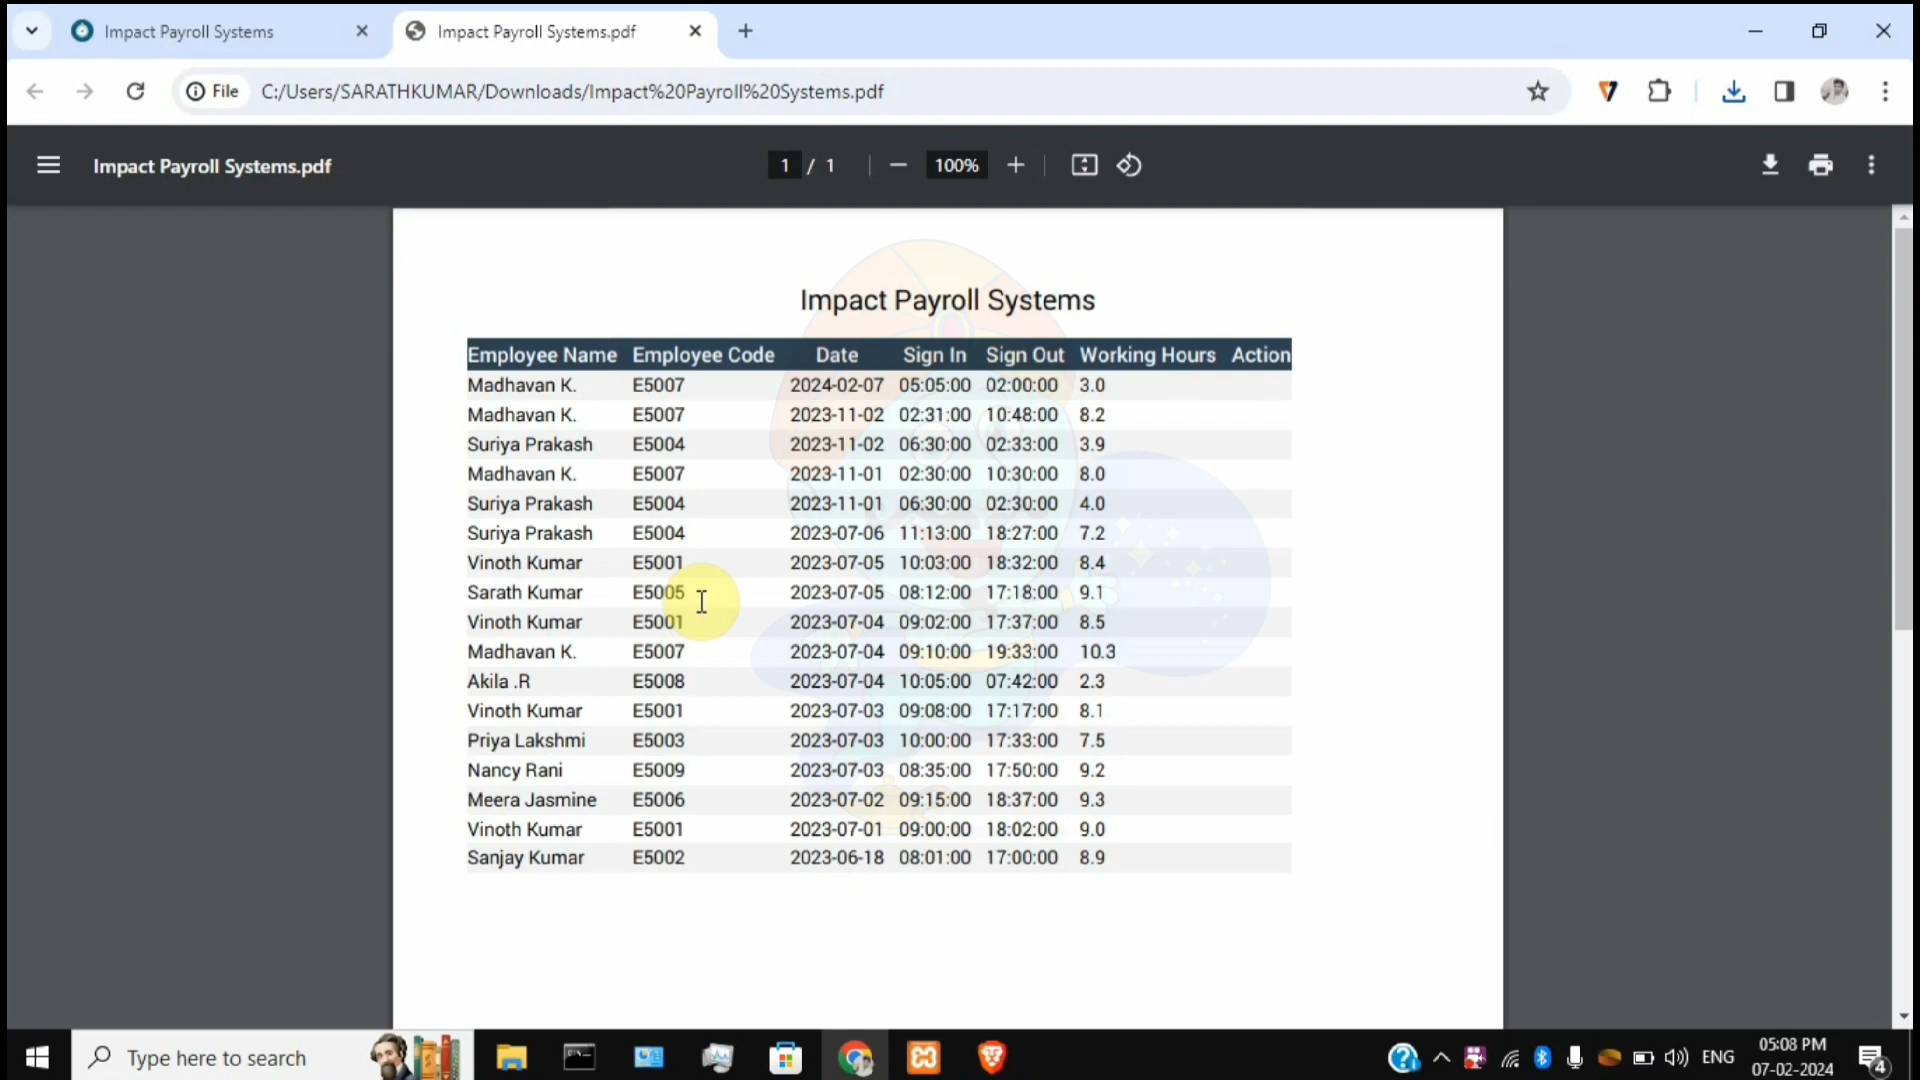 Impact Payroll Systems
Impact Payroll Systems.pdf
File C:/Users/SARATHKUMAR/Downloads/Impact%20Payroll%20Systems.pdf
Impact Payroll Systems.pdf
1 / 1
100%
Impact Payroll Systems
Employee Name Employee Code Date Sign In Sign Out Working Hours Action
Madhavan K. E5007 2024-02-07 05:05:00 02:00:00 3.0
Madhavan K. E5007 2023-11-02 02:31:00 10:48:00 8.2
Suriya Prakash E5004 2023-11-02 06:30:00 02:33:00 3.9
Madhavan K. E5007 2023-11-01 02:30:00 10:30:00 8.0
Suriya Prakash E5004 2023-11-01 06:30:00 02:30:00 4.0
Suriya Prakash E5004 2023-07-06 11:13:00 18:27:00 7.2
Vinoth Kumar E5001 2023-07-05 10:03:00 18:32:00 8.4
Sarath Kumar E5005 2023-07-05 08:12:00 17:18:00 9.1
Vinoth Kumar E5001 2023-07-04 09:02:00 17:37:00 8.5
Madhavan K. E5007 2023-07-04 09:10:00 19:33:00 10.3
Akila .R E5008 2023-07-04 10:05:00 07:42:00 2.3
Vinoth Kumar E5001 2023-07-03 09:08:00 17:17:00 8.1
Priya Lakshmi E5003 2023-07-03 10:00:00 17:33:00 7.5
Nancy Rani E5009 2023-07-03 08:35:00 17:50:00 9.2
Meera Jasmine E5006 2023-07-02 09:15:00 18:37:00 9.3
Vinoth Kumar E5001 2023-07-01 09:00:00 18:02:00 9.0
Sanjay Kumar E5002 2023-06-18 08:01:00 17:00:00 8.9
Type here to search
ENG
05:08 PM
07-02-2024
4